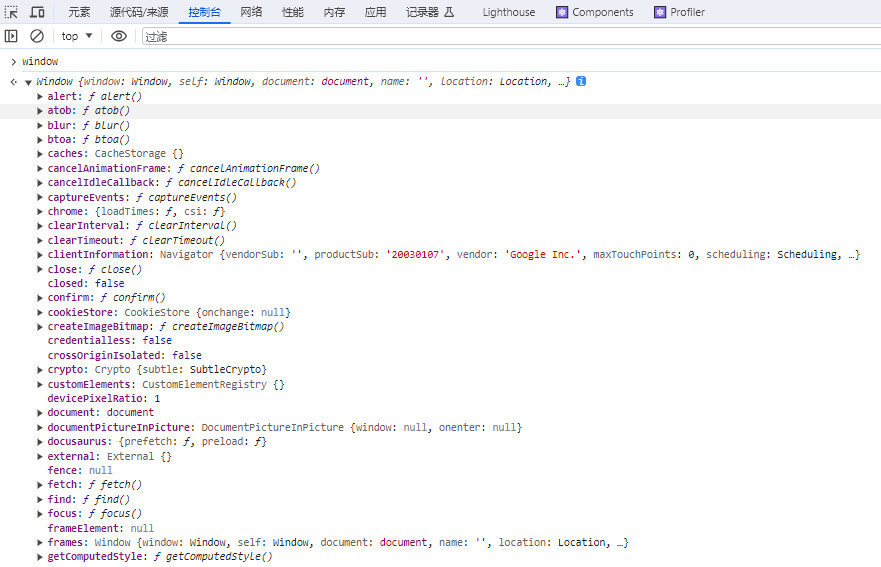 元素 源代码/来源 控制台 网络 性能 内存 应用 记录器 Lighthouse Components Profiler
top 过滤
window
Window {window: Window, self: Window, document: document, name: '', location: Location, …}
alert: ƒ alert()
atob: ƒ atob()
blur: ƒ blur()
btoa: ƒ btoa()
caches: CacheStorage {}
cancelAnimationFrame: ƒ cancelAnimationFrame()
cancelIdleCallback: ƒ cancelIdleCallback()
captureEvents: ƒ captureEvents()
chrome: {loadTimes: ƒ, csi: ƒ}
clearInterval: ƒ clearInterval()
clearTimeout: ƒ clearTimeout()
clientInformation: Navigator {vendorSub: '', productSub: '20030107', vendor: 'Google Inc.', maxTouchPoints: 0, scheduling: Scheduling, …}
close: ƒ close()
closed: false
confirm: ƒ confirm()
cookieStore: CookieStore {onchange: null}
createImageBitmap: ƒ createImageBitmap()
credentialless: false
crossOriginIsolated: false
crypto: Crypto {subtle: SubtleCrypto}
customElements: CustomElementRegistry {}
devicePixelRatio: 1
document: document
documentPictureInPicture: DocumentPictureInPicture {window: null, onenter: null}
docusaurus: {prefetch: ƒ, preload: ƒ}
external: External {}
fence: null
fetch: ƒ fetch()
find: ƒ find()
focus: ƒ focus()
frameElement: null
frames: Window {window: Window, self: Window, document: document, name: '', location: Location, …}
getComputedStyle: ƒ getComputedStyle()